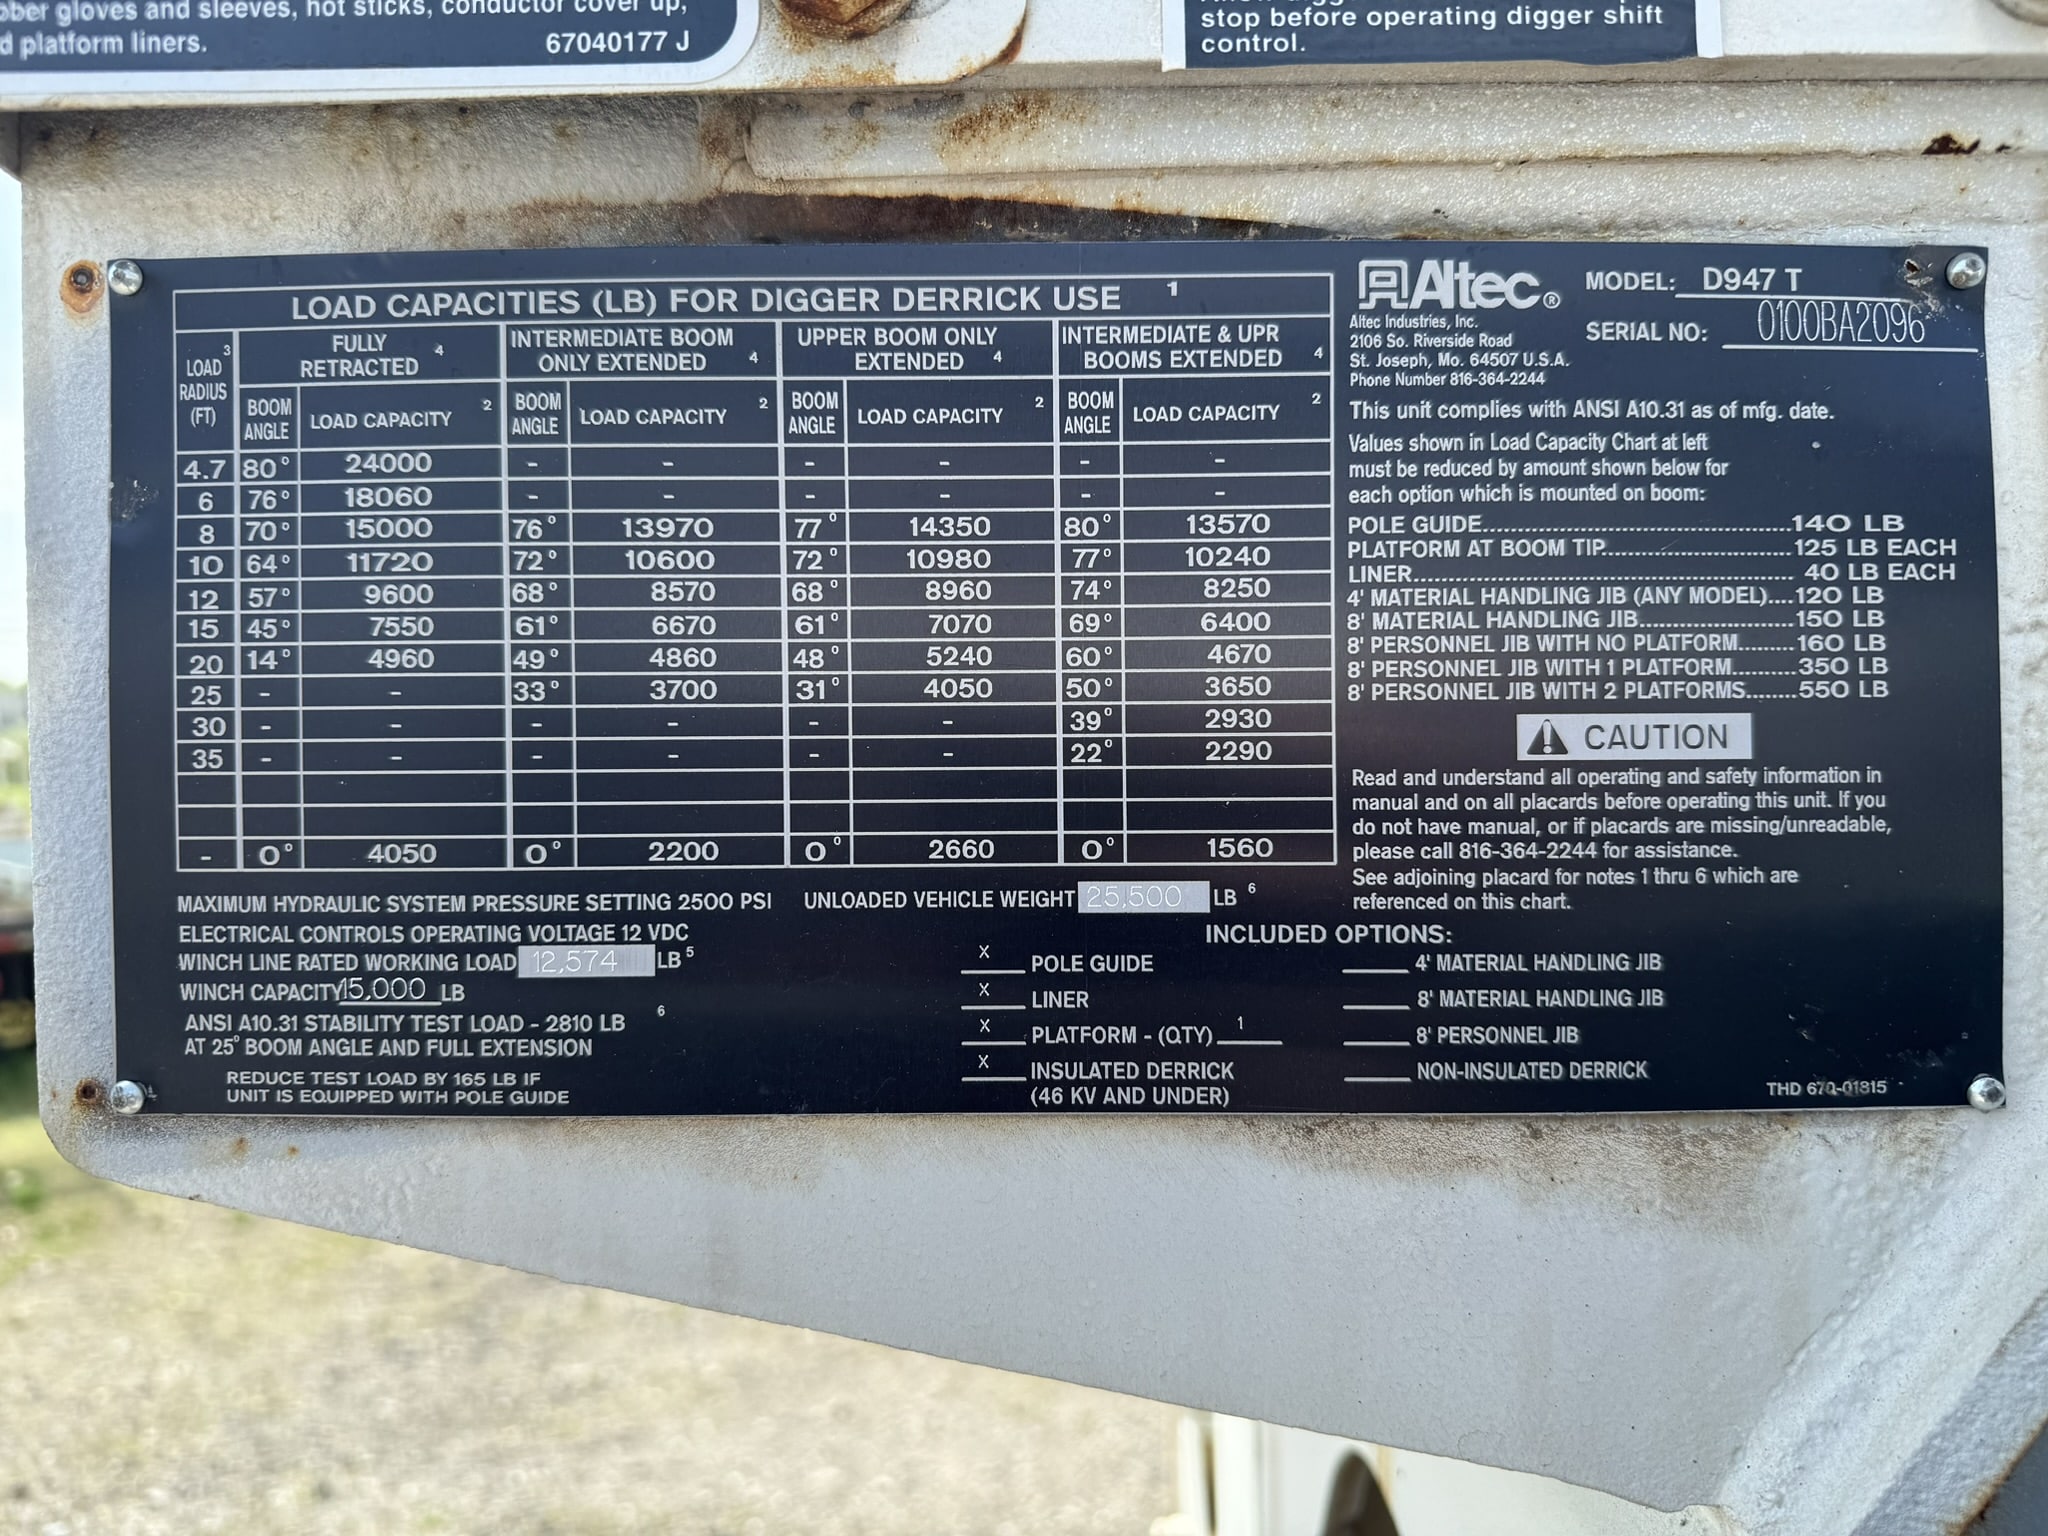 ber gloves and sleeves, hot sticks, conductor cover up,
d platform liners.
67040177 J
stop before operating digger shift
control.
LOAD CAPACITIES (LB) FOR DIGGER DERRICK USE 1
LOAD RADIUS (FT) 3 FULLY RETRACTED 4 INTERMEDIATE BOOM ONLY EXTENDED 4 UPPER BOOM ONLY EXTENDED 4 INTERMEDIATE & UPR BOOMS EXTENDED 4
BOOM ANGLE LOAD CAPACITY 2 BOOM ANGLE LOAD CAPACITY 2 BOOM ANGLE LOAD CAPACITY 2 BOOM ANGLE LOAD CAPACITY 2
4.7 80° 24000 - - - - - -
6 76° 18060 - - - - - -
8 70° 15000 76° 13970 77° 14350 80° 13570
10 64° 11720 72° 10600 72° 10980 77° 10240
12 57° 9600 68° 8570 68° 8960 74° 8250
15 45° 7550 61° 6670 61° 7070 69° 6400
20 14° 4960 49° 4860 48° 5240 60° 4670
25 - - 33° 3700 31° 4050 50° 3650
30 - - - - - - 39° 2930
35 - - - - - - 22° 2290
- 0° 4050 0° 2200 0° 2660 0° 1560
MAXIMUM HYDRAULIC SYSTEM PRESSURE SETTING 2500 PSI UNLOADED VEHICLE WEIGHT 25,500 LB 6
ELECTRICAL CONTROLS OPERATING VOLTAGE 12 VDC
WINCH LINE RATED WORKING LOAD 12,574 LB 5
WINCH CAPACITY 15,000 LB
ANSI A10.31 STABILITY TEST LOAD - 2810 LB 6
AT 25° BOOM ANGLE AND FULL EXTENSION
REDUCE TEST LOAD BY 165 LB IF
UNIT IS EQUIPPED WITH POLE GUIDE
Altec®
MODEL: D947 T
SERIAL NO: 0100BA2096
Altec Industries, Inc.
2106 So. Riverside Road
St. Joseph, Mo. 64507 U.S.A.
Phone Number 816-364-2244
This unit complies with ANSI A10.31 as of mfg. date.
Values shown in Load Capacity Chart at left
must be reduced by amount shown below for
each option which is mounted on boom:
POLE GUIDE...........................................140 LB
PLATFORM AT BOOM TIP..........................125 LB EACH
LINER..................................................... 40 LB EACH
4' MATERIAL HANDLING JIB (ANY MODEL)....120 LB
8' MATERIAL HANDLING JIB......................150 LB
8' PERSONNEL JIB WITH NO PLATFORM.........160 LB
8' PERSONNEL JIB WITH 1 PLATFORM..........350 LB
8' PERSONNEL JIB WITH 2 PLATFORMS........550 LB
CAUTION
Read and understand all operating and safety information in
manual and on all placards before operating this unit. If you
do not have manual, or if placards are missing/unreadable,
please call 816-364-2244 for assistance.
See adjoining placard for notes 1 thru 6 which are
referenced on this chart.
INCLUDED OPTIONS:
X POLE GUIDE
X LINER
X PLATFORM - (QTY) 1
X INSULATED DERRICK
(46 KV AND UNDER)
4' MATERIAL HANDLING JIB
8' MATERIAL HANDLING JIB
8' PERSONNEL JIB
NON-INSULATED DERRICK
THD 670-01815